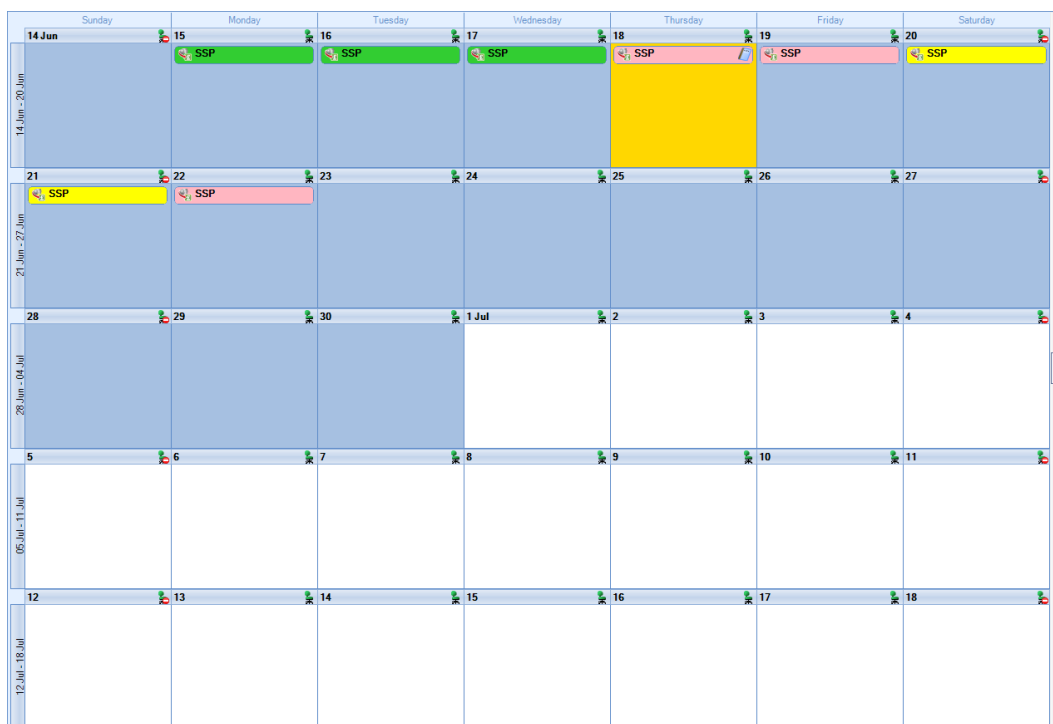 Sunday Monday Tuesday Wednesday Thursday Friday Saturday
14 Jun 15 16 17 18 19 20
14 Jun - 20 Jun
SSP SSP SSP SSP SSP SSP
21 22 23 24 25 26 27
21 Jun - 27 Jun
SSP SSP
28 29 30 1 Jul 2 3 4
28 Jun - 04 Jul
5 6 7 8 9 10 11
05 Jul - 11 Jul
12 13 14 15 16 17 18
12 Jul - 18 Jul